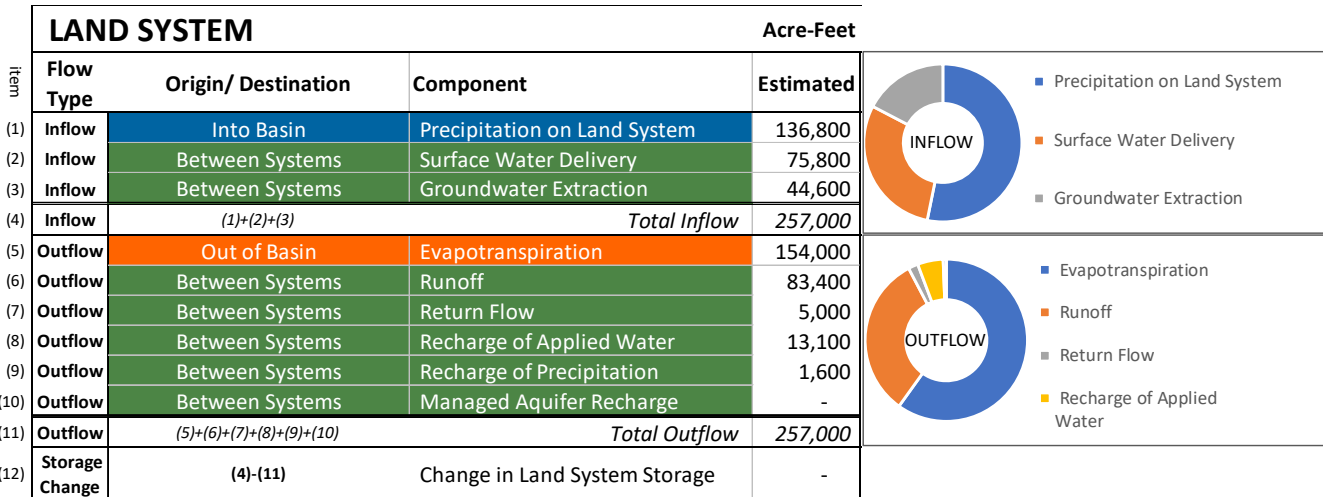 LAND SYSTEM Acre-Feet
item Flow Type Origin/ Destination Component Estimated
(1) Inflow Into Basin Precipitation on Land System 136,800
(2) Inflow Between Systems Surface Water Delivery 75,800
(3) Inflow Between Systems Groundwater Extraction 44,600
(4) Inflow (1)+(2)+(3) Total Inflow 257,000
(5) Outflow Out of Basin Evapotranspiration 154,000
(6) Outflow Between Systems Runoff 83,400
(7) Outflow Between Systems Return Flow 5,000
(8) Outflow Between Systems Recharge of Applied Water 13,100
(9) Outflow Between Systems Recharge of Precipitation 1,600
(10) Outflow Between Systems Managed Aquifer Recharge -
(11) Outflow (5)+(6)+(7)+(8)+(9)+(10) Total Outflow 257,000
(12) Storage Change (4)-(11) Change in Land System Storage -
INFLOW
Precipitation on Land System
Surface Water Delivery
Groundwater Extraction
OUTFLOW
Evapotranspiration
Runoff
Return Flow
Recharge of Applied
Water